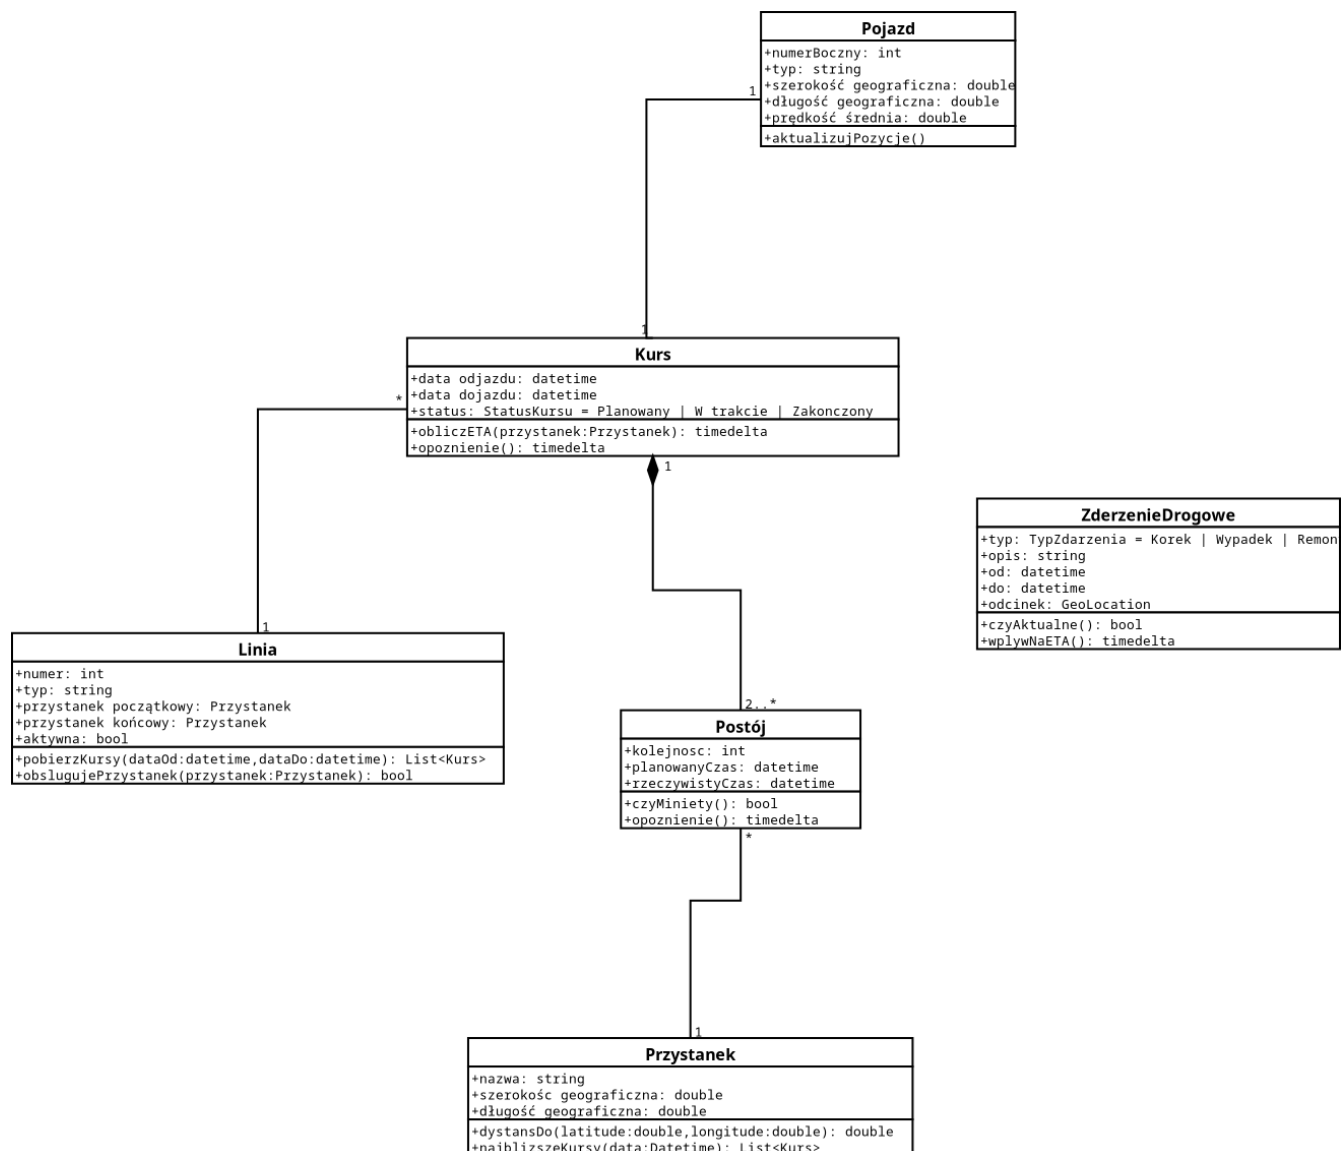 Pojazd
+numerBoczny: int
+typ: string
+szerokość geograficzna: double
+długość geograficzna: double
+prędkość średnia: double
+aktualizujPozycje()
1
1
Kurs
+data odjazdu: datetime
+data dojazdu: datetime
+status: StatusKursu = Planowany | W trakcie | Zakonczony
+obliczETA(przystanek:Przystanek): timedelta
+opoznienie(): timedelta
*
1
ZderzenieDrogowe
+typ: TypZdarzenia = Korek | Wypadek | Remon
+opis: string
+od: datetime
+do: datetime
+odcinek: GeoLocation
+czyAktualne(): bool
+wplywNaETA(): timedelta
1
Linia
+numer: int
+typ: string
+przystanek początkowy: Przystanek
+przystanek końcowy: Przystanek
+aktywna: bool
+pobierzKursy(dataOd:datetime,dataDo:datetime): List<Kurs>
+obslugujePrzystanek(przystanek:Przystanek): bool
2..*
Postój
+kolejnosc: int
+planowanyCzas: datetime
+rzeczywistyCzas: datetime
+czyMiniety(): bool
+opoznienie(): timedelta
*
1
Przystanek
+nazwa: string
+szerokośc geograficzna: double
+długość geograficzna: double
+dystansDo(latitude:double,longitude:double): double
+najblizszeKursy(data:Datetime): List<Kurs>